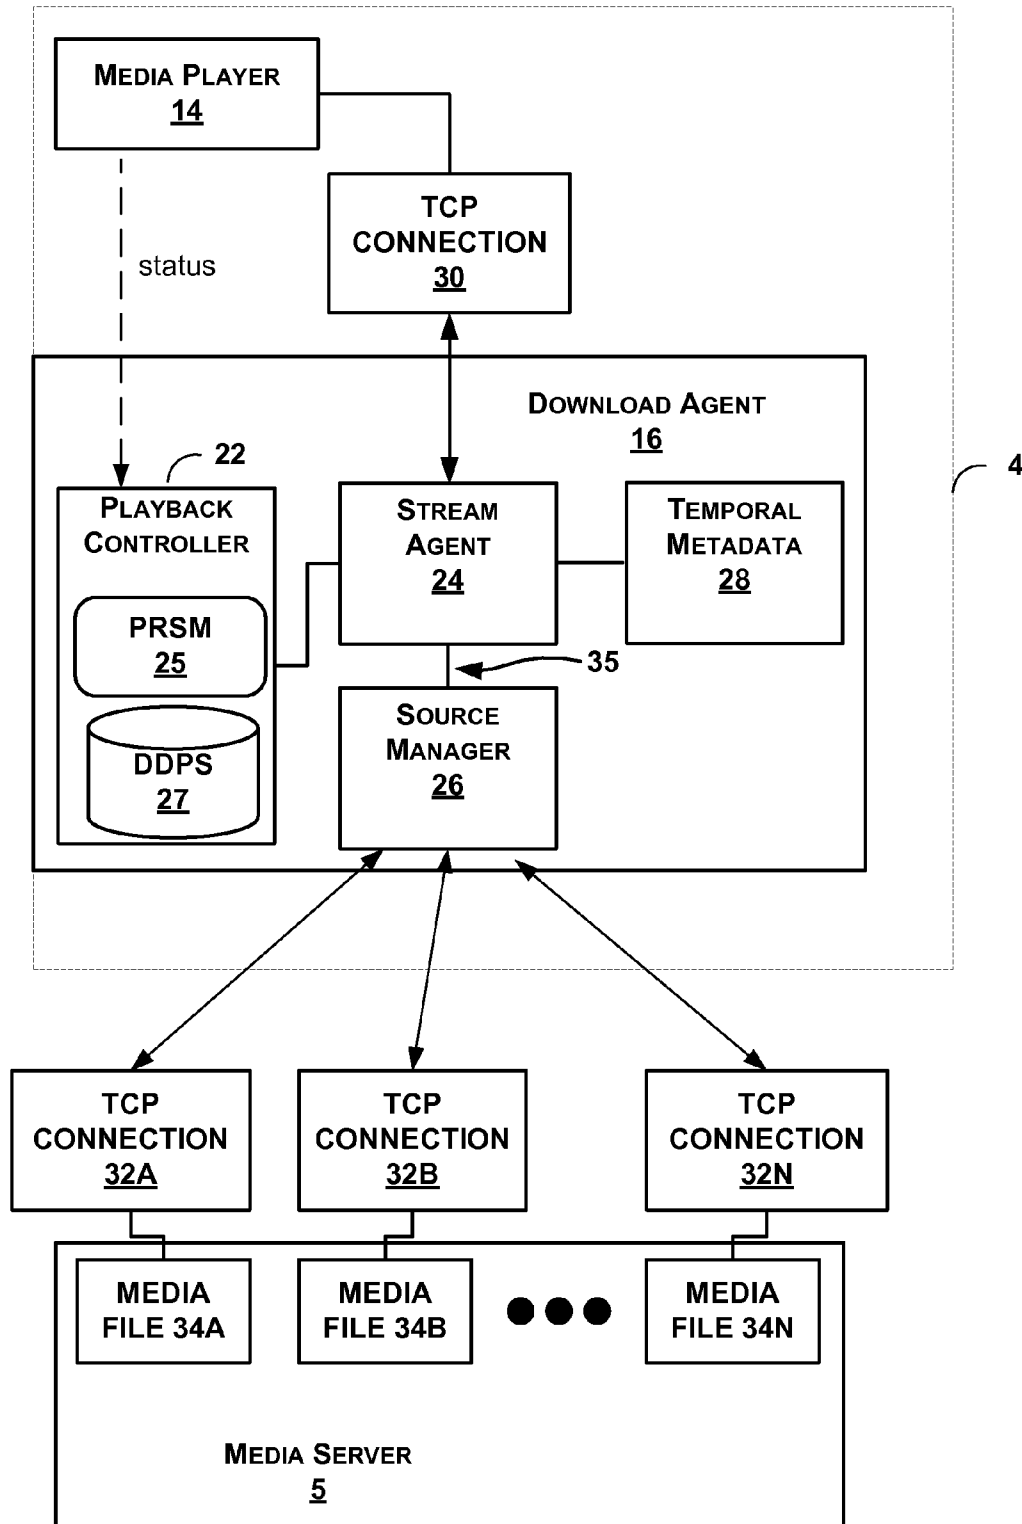 MEDIA PLAYER
14
TCP
CONNECTION
30
status
DOWNLOAD AGENT
16
22
4
PLAYBACK
CONTROLLER
STREAM
AGENT
24
TEMPORAL
METADATA
28
PRSM
25
35
SOURCE
MANAGER
26
DDPS
27
TCP
CONNECTION
32A
TCP
CONNECTION
32B
TCP
CONNECTION
32N
MEDIA
FILE 34A
MEDIA
FILE 34B
MEDIA
FILE 34N
MEDIA SERVER
5